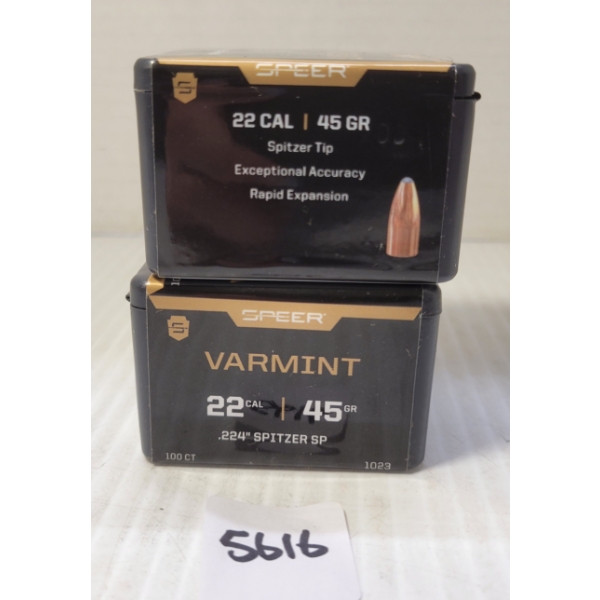 SPEER
22 CAL | 45 GR
Spitzer Tip
Exceptional Accuracy
Rapid Expansion
SPEER
VARMINT
22 CAL | 45 GR
.224" SPITZER SP
100 CT 1023
5616